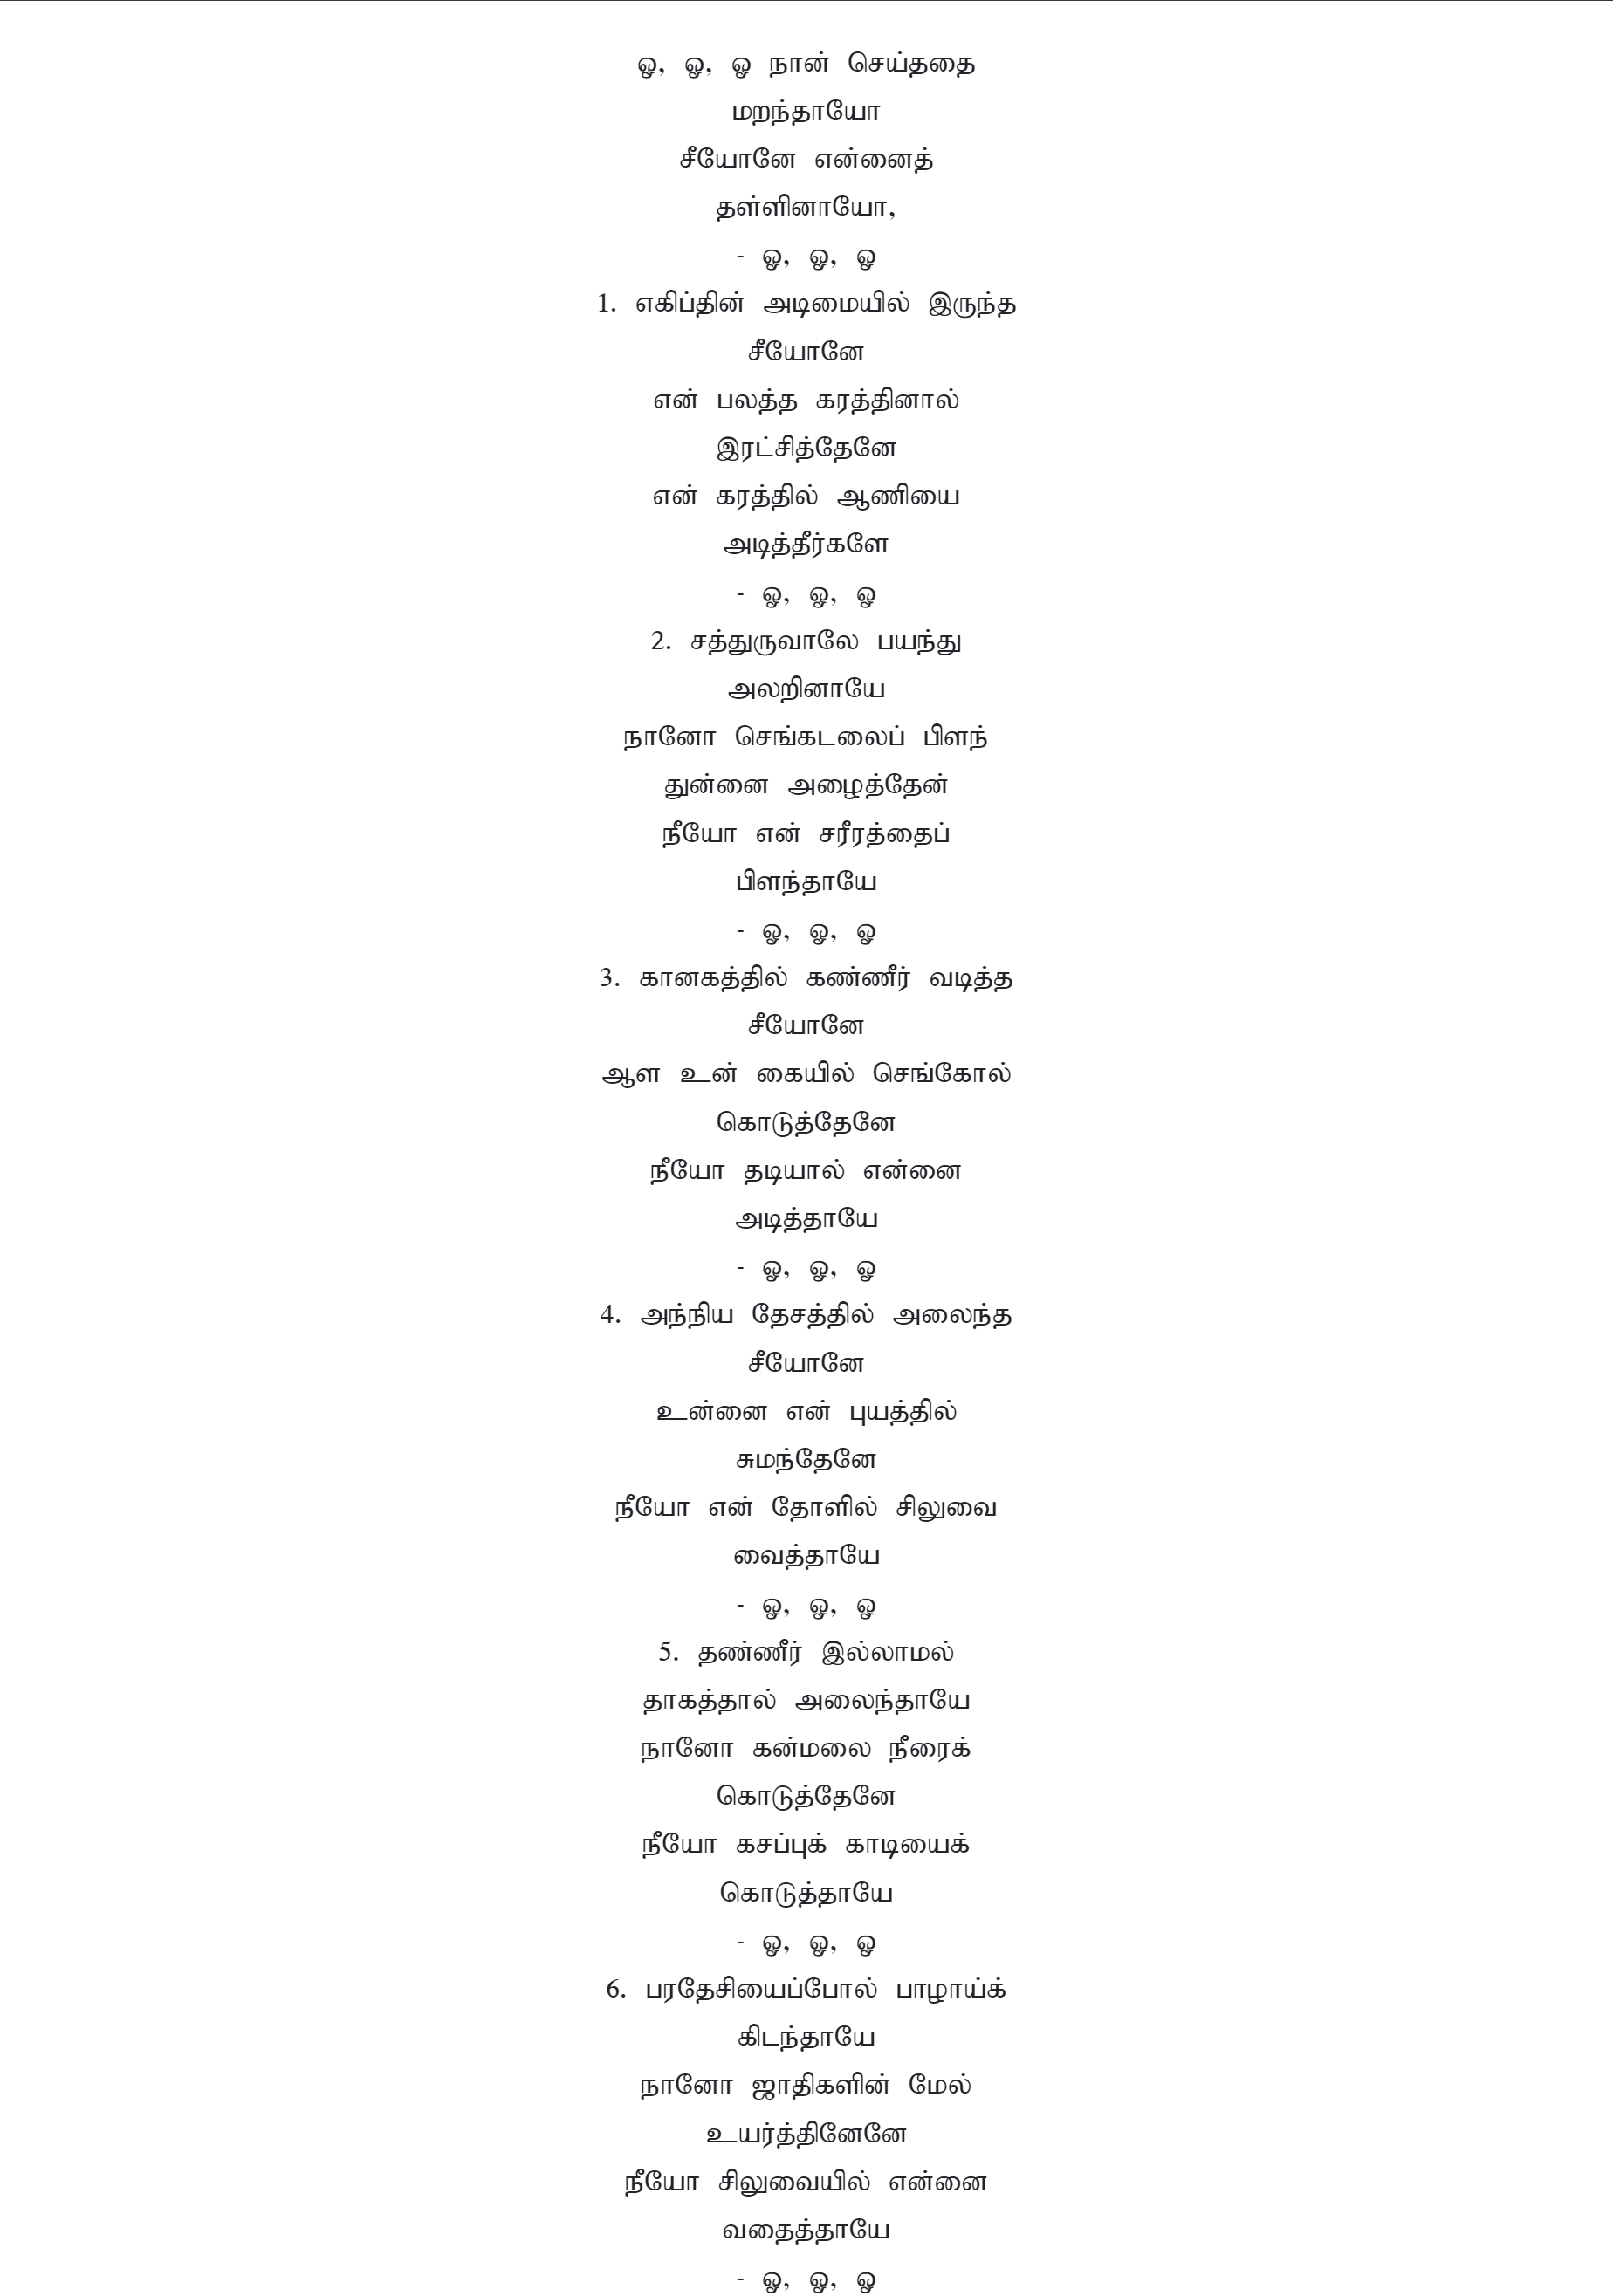 ஓ, ஓ, ஓ நான் செய்ததை
மறந்தாயோ
சீயோனே என்னைத்
தள்ளினாயோ,
- ஓ, ஓ, ஓ
1. எகிப்தின் அடிமையில் இருந்த
சீயோனே
என் பலத்த கரத்தினால்
இரட்சித்தேனே
என் கரத்தில் ஆணியை
அடித்தீர்களே
- ஓ, ஓ, ஓ
2. சத்துருவாலே பயந்து
அலறினாயே
நானோ செங்கடலைப் பிளந்
துன்னை அழைத்தேன்
நீயோ என் சரீரத்தைப்
பிளந்தாயே
- ஓ, ஓ, ஓ
3. கானகத்தில் கண்ணீர் வடித்த
சீயோனே
ஆள உன் கையில் செங்கோல்
கொடுத்தேனே
நீயோ தடியால் என்னை
அடித்தாயே
- ஓ, ஓ, ஓ
4. அந்நிய தேசத்தில் அலைந்த
சீயோனே
உன்னை என் புயத்தில்
சுமந்தேனே
நீயோ என் தோளில் சிலுவை
வைத்தாயே
- ஓ, ஓ, ஓ
5. தண்ணீர் இல்லாமல்
தாகத்தால் அலைந்தாயே
நானோ கன்மலை நீரைக்
கொடுத்தேனே
நீயோ கசப்புக் காடியைக்
கொடுத்தாயே
- ஓ, ஓ, ஓ
6. பரதேசியைப்போல் பாழாய்க்
கிடந்தாயே
நானோ ஜாதிகளின் மேல்
உயர்த்தினேனே
நீயோ சிலுவையில் என்னை
வதைத்தாயே
- ஓ, ஓ, ஓ